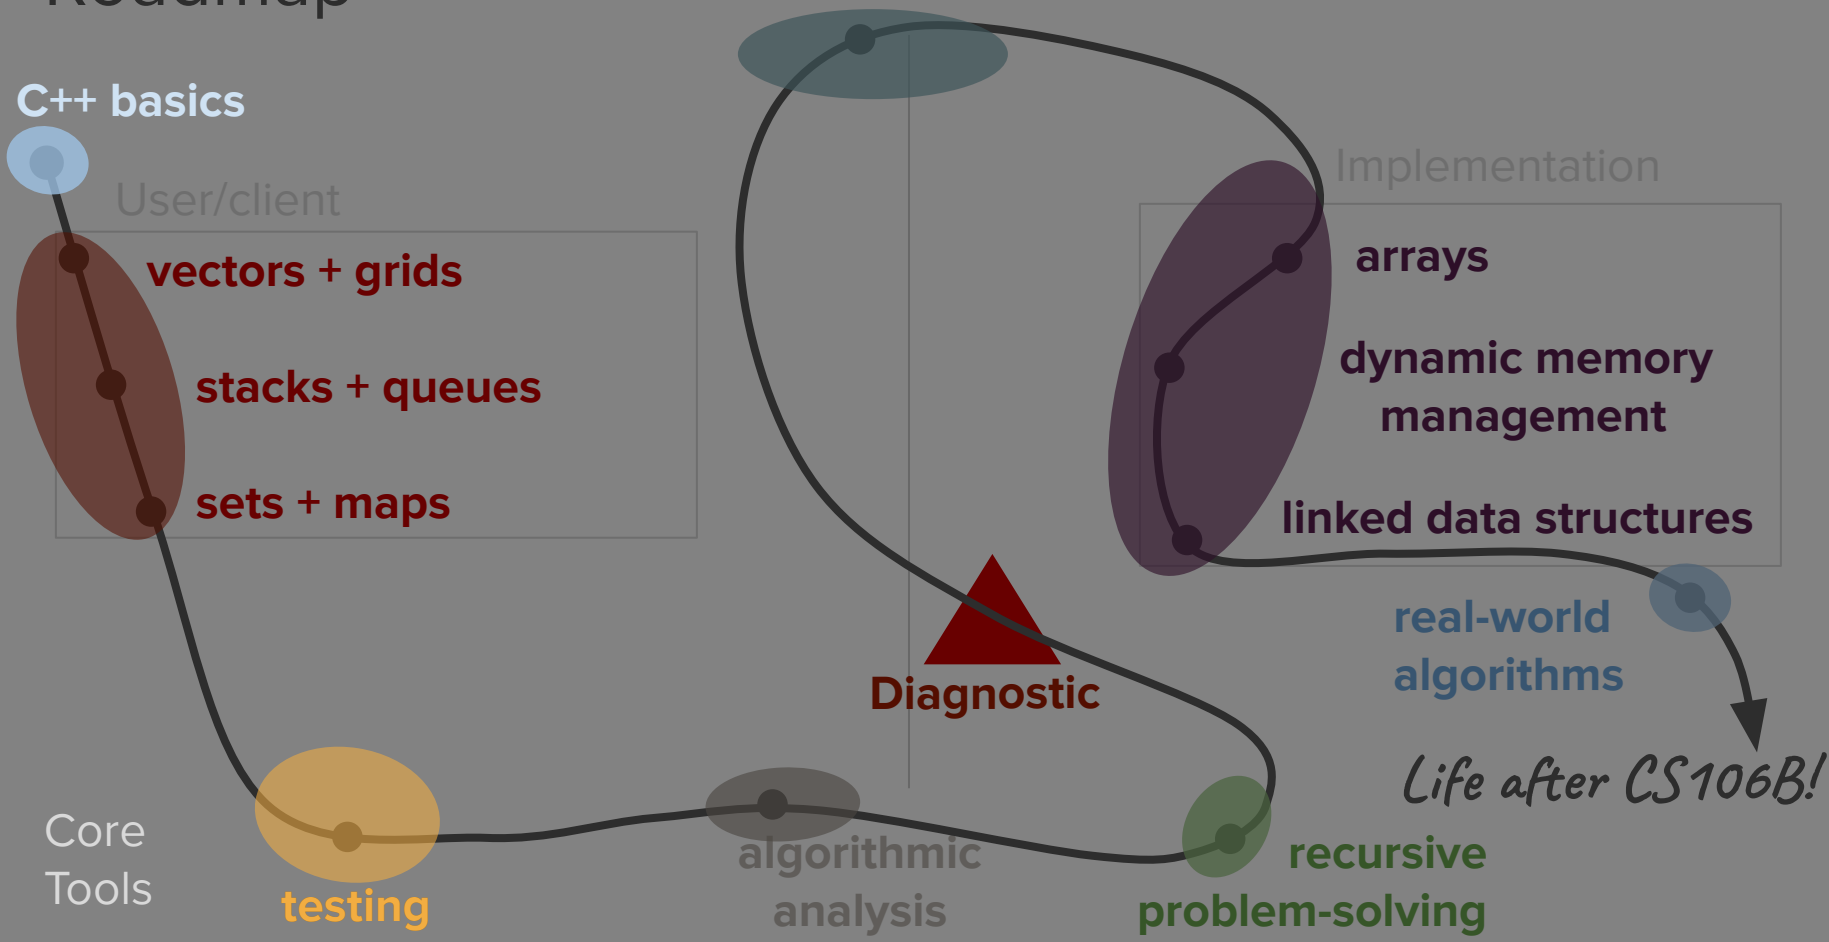 Roadmap
C++ basics
User/client
vectors + grids
stacks + queues
sets + maps
Implementation
arrays
dynamic memory
management
linked data structures
real-world
algorithms
Diagnostic
Life after CS106B!
Core
Tools
testing
algorithmic
analysis
recursive
problem-solving